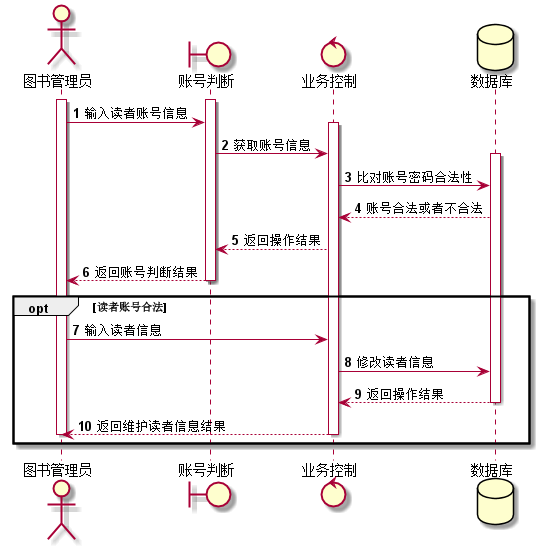 图书管理员 账号判断 业务控制 数据库
1 输入读者账号信息
2 获取账号信息
3 比对账号密码合法性
4 账号合法或者不合法
5 返回操作结果
6 返回账号判断结果
opt [读者账号合法]
7 输入读者信息
8 修改读者信息
9 返回操作结果
10 返回维护读者信息结果
图书管理员 账号判断 业务控制 数据库